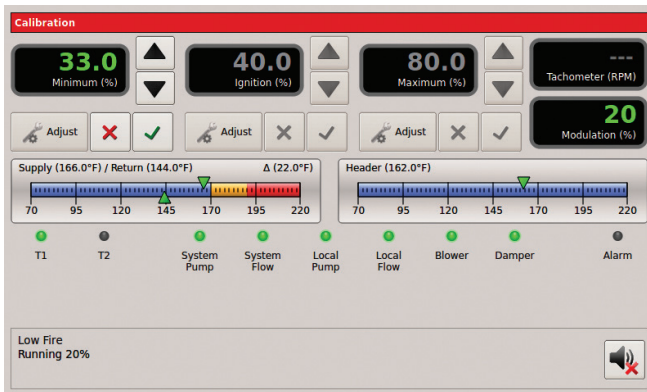 Calibration
33.0
Minimum (%)
40.0
Ignition (%)
80.0
Maximum (%)
---
Tachometer (RPM)
Adjust
Adjust
Adjust
20
Modulation (%)
Supply (166.0°F) / Return (144.0°F) Δ (22.0°F)
70 95 120 145 170 195 220
Header (162.0°F)
70 95 120 145 170 195 220
T1
T2
System
Pump
System
Flow
Local
Pump
Local
Flow
Blower
Damper
Alarm
Low Fire
Running 20%